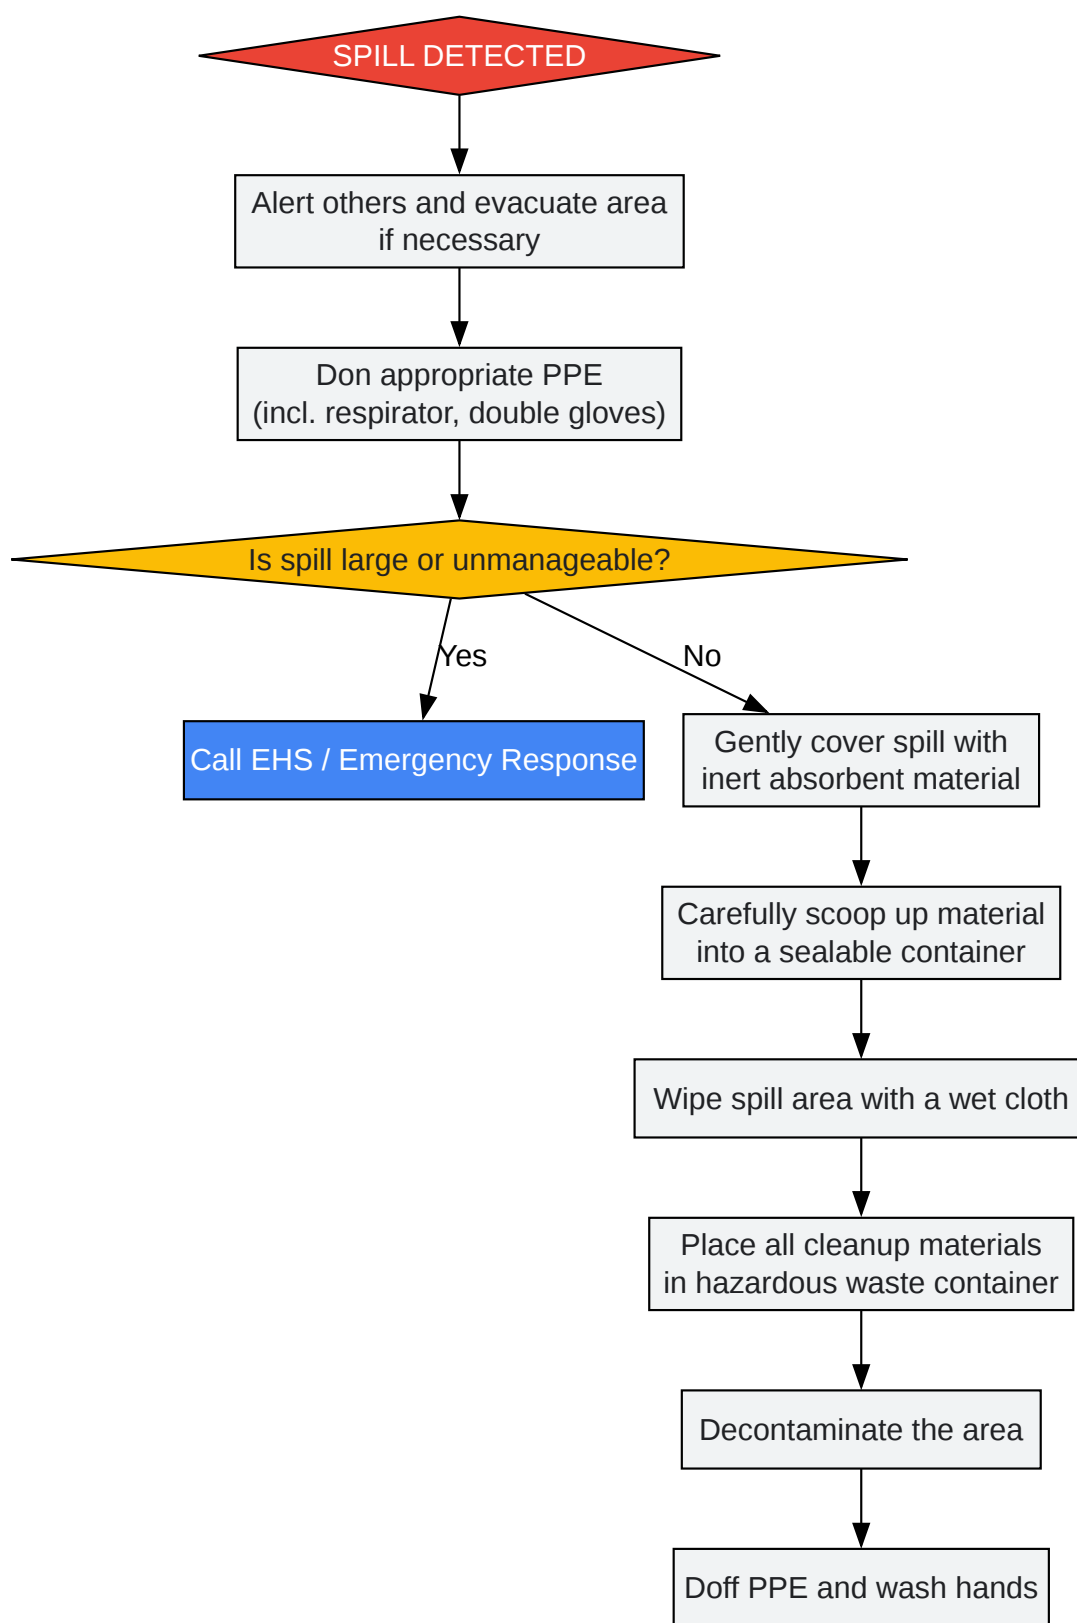 SPILL DETECTED
Alert others and evacuate area
if necessary
Don appropriate PPE
(incl. respirator, double gloves)
Is spill large or unmanageable?
Yes
No
Call EHS / Emergency Response
Gently cover spill with
inert absorbent material
Carefully scoop up material
into a sealable container
Wipe spill area with a wet cloth
Place all cleanup materials
in hazardous waste container
Decontaminate the area
Doff PPE and wash hands